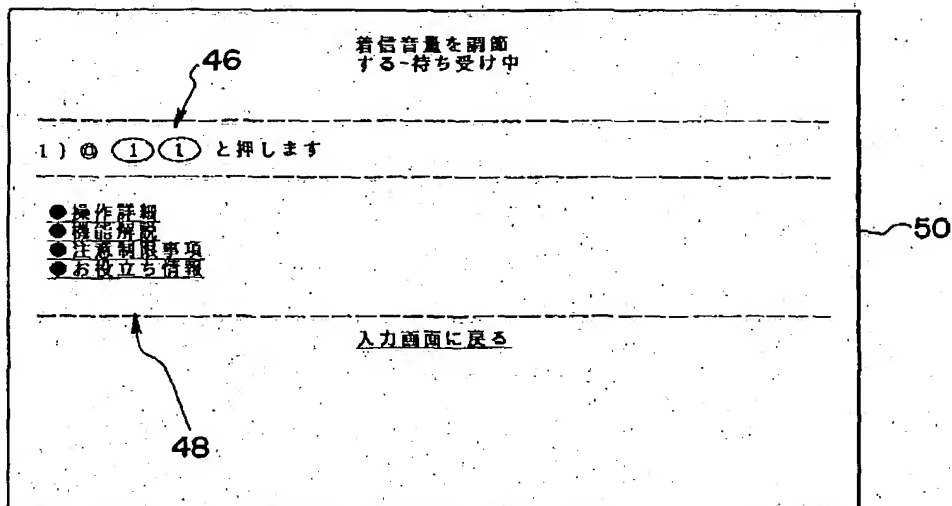 46
着信音量を調節
する~待ち受け中
1) ◎ ① ① と押します
●操作詳細
●機能解説
●注意制限事項
●お役立ち情報
50
入力画面に戻る
48